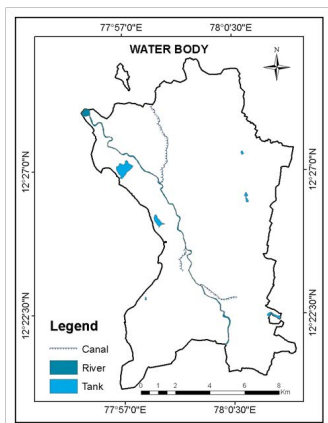 77°57'0"E 78°0'30"E
WATER BODY
N
12°27'0"N 12°27'0"N
12°22'30"N 12°22'30"N
Legend
Canal
River
Tank
0 1 2 4 6 8
Km
77°57'0"E 78°0'30"E